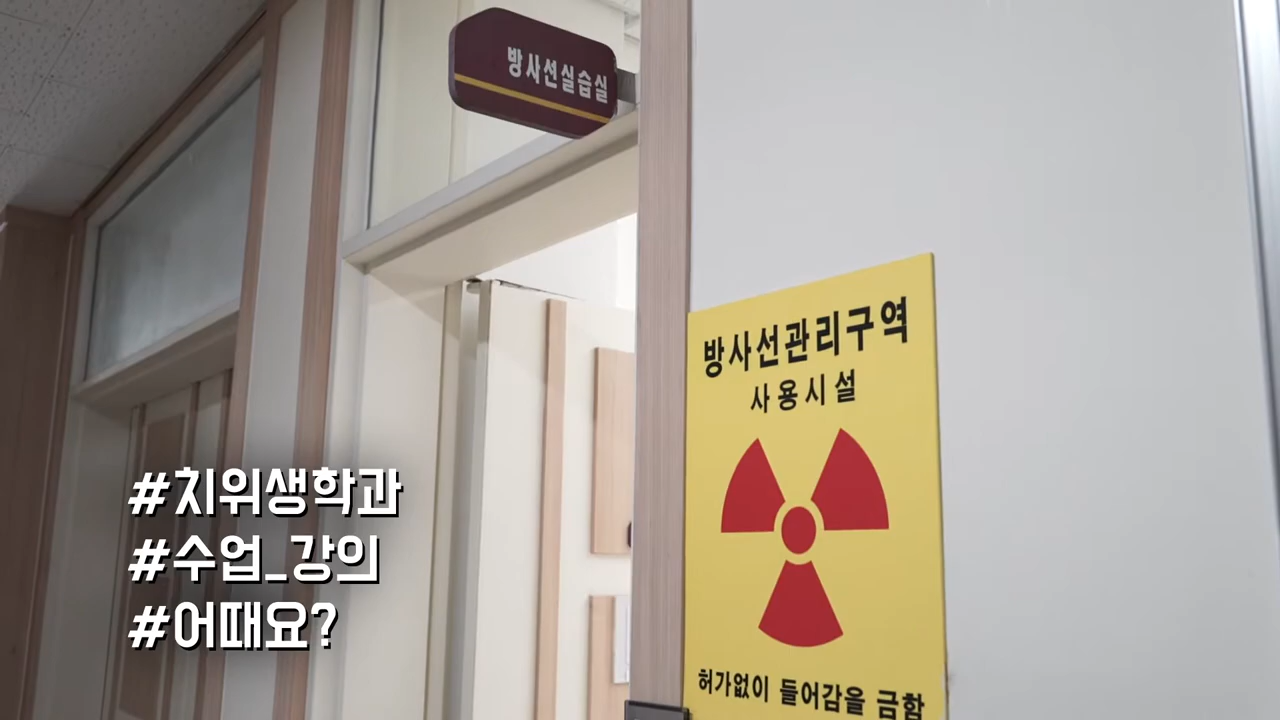 방사선실습실
방사선관리구역
사용시설
허가없이 들어감을 금함
#치위생학과
#수업_강의
#어때요?